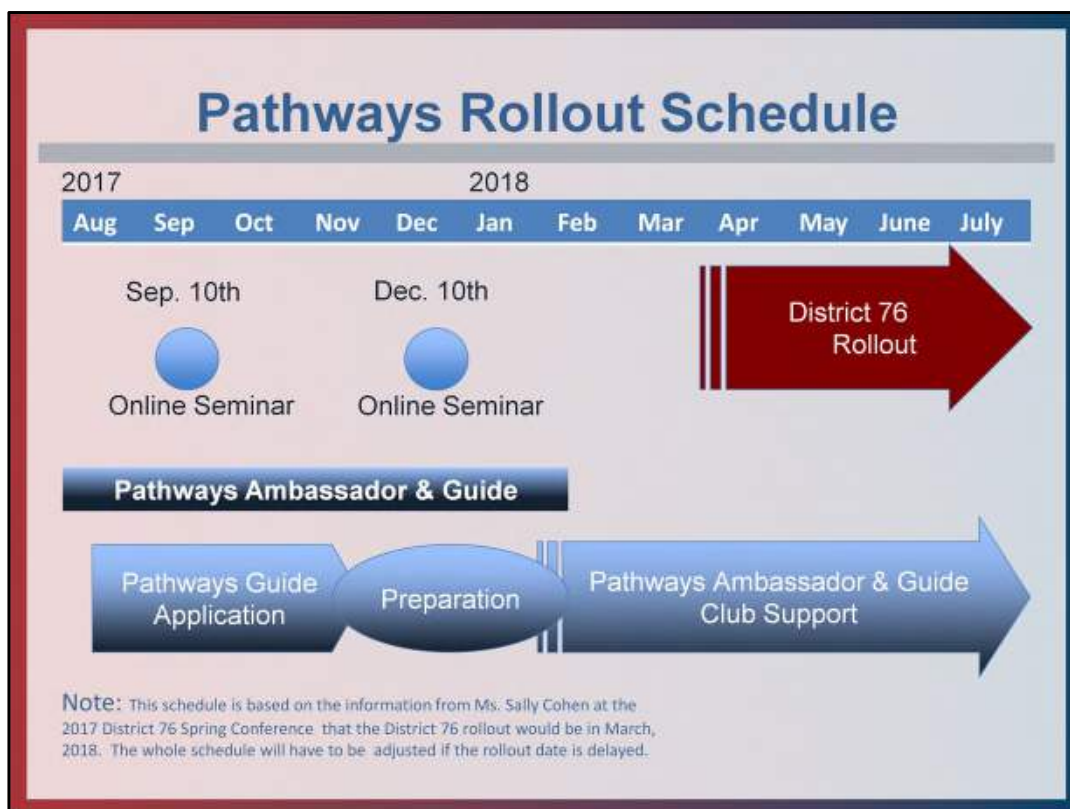 Pathways Rollout Schedule
2017 2018
Aug Sep Oct Nov Dec Jan Feb Mar Apr May June July
Sep. 10th
Online Seminar
Dec. 10th
Online Seminar
District 76
Rollout
Pathways Ambassador & Guide
Pathways Guide
Application
Preparation
Pathways Ambassador & Guide
Club Support
Note: This schedule is based on the information from Ms. Sally Cohen at the
2017 District 76 Spring Conference that the District 76 rollout would be in March,
2018. The whole schedule will have to be adjusted if the rollout date is delayed.